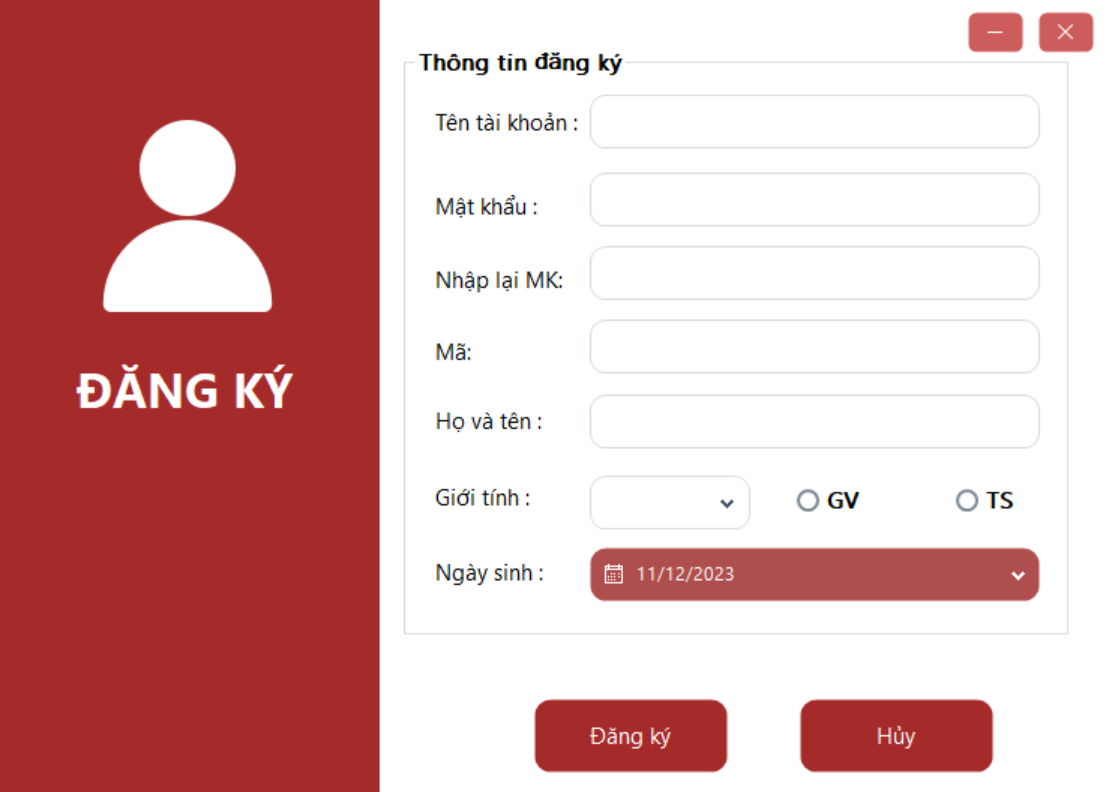 ĐĂNG KÝ
Thông tin đăng ký
Tên tài khoản :
Mật khẩu :
Nhập lại MK:
Mã:
Họ và tên :
Giới tính :
GV
TS
Ngày sinh :
11/12/2023
Đăng ký
Hủy